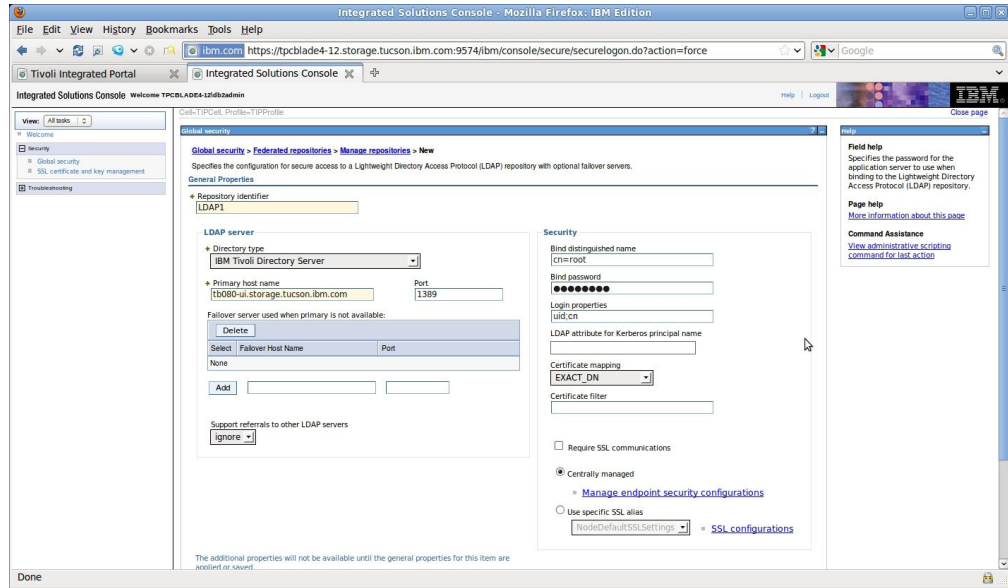 Integrated Solutions Console - Mozilla Firefox: IBM Edition
File Edit View History Bookmarks Tools Help
ibm.com https://tpcblade4-12.storage.tucson.ibm.com:9574/ibm/console/secure/securelogon.do?action=force
Google
Tivoli Integrated Portal
Integrated Solutions Console
Integrated Solutions Console Welcome TPCBLADE4-12\db2admin
Help | Logout
IBM.
View: All tasks
Welcome
Security
Global security
SSL certificate and key management
Troubleshooting
Cell=TIPCell, Profile=TIPProfile
Close page
Global security
Global security > Federated repositories > Manage repositories > New
Specifies the configuration for secure access to a Lightweight Directory Access Protocol (LDAP) repository with optional failover servers.
General Properties
Repository identifier
LDAP1
LDAP server
Directory type
IBM Tivoli Directory Server
Primary host name
Port
tb080-ui.storage.tucson.ibm.com
1389
Failover server used when primary is not available:
Delete
Select Failover Host Name Port
None
Add
Support referrals to other LDAP servers
ignore
Security
Bind distinguished name
cn=root
Bind password
●●●●●●●●
Login properties
uid;cn
LDAP attribute for Kerberos principal name
Certificate mapping
EXACT_DN
Certificate filter
Require SSL communications
Centrally managed
Manage endpoint security configurations
Use specific SSL alias
NodeDefaultSSLSettings
SSL configurations
The additional properties will not be available until the general properties for this item are
applied or saved.
Help
Field help
Specifies the password for the
application server to use when
binding to the Lightweight Directory
Access Protocol (LDAP) repository.
Page help
More information about this page
Command Assistance
View administrative scripting
command for last action
Done